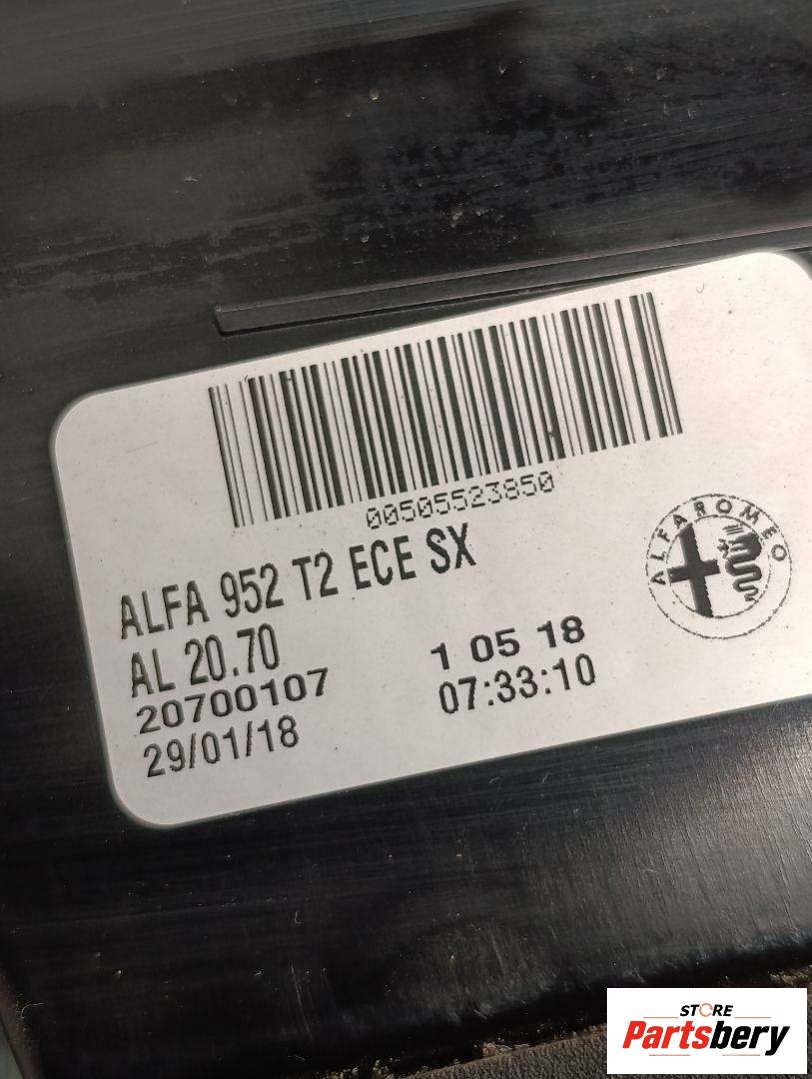 00505523850
ALFA 952 T2 ECE SX
AL 20.70
20700107
1 05 18
29/01/18
07:33:10
ALFA ROMEO
STORE
Partsbery